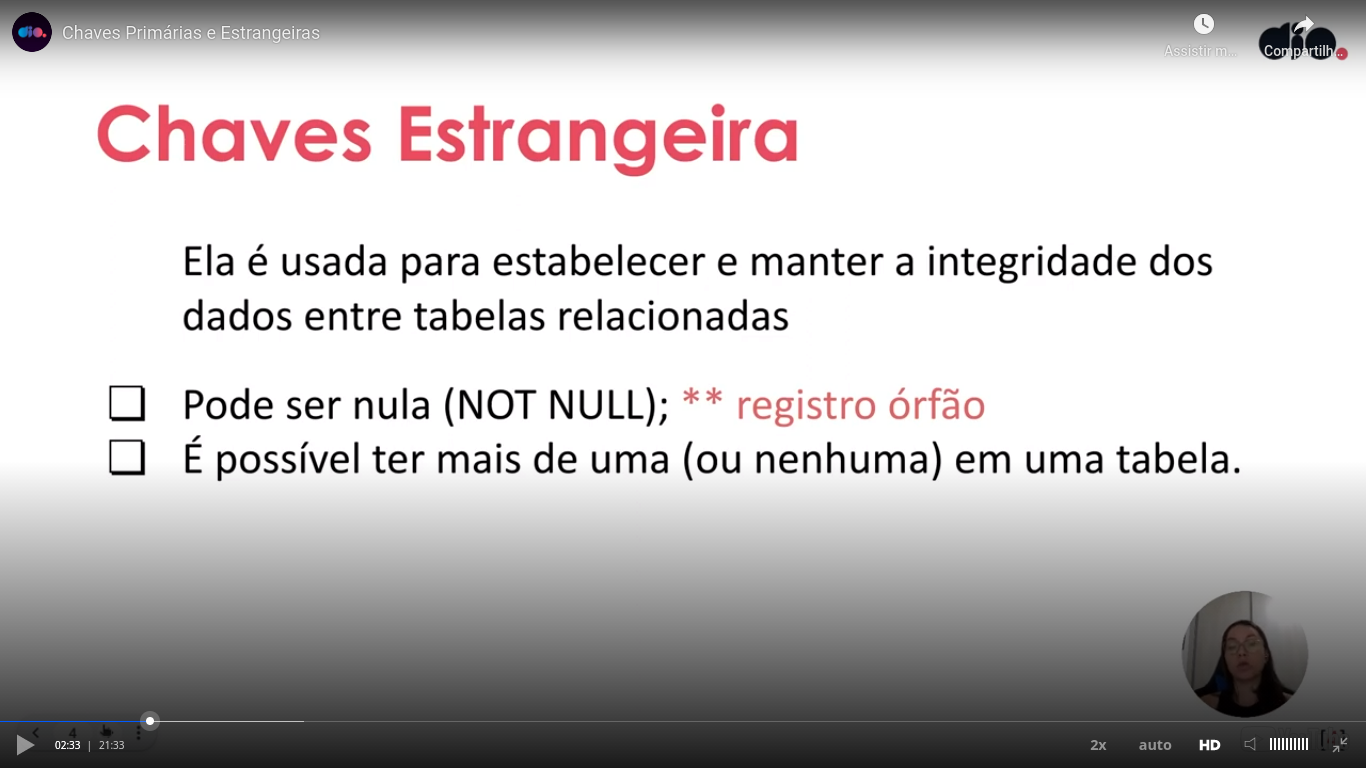 dio.
Chaves Primárias e Estrangeiras
Assistir m...
Compartilh...
dio.
Chaves Estrangeira
Ela é usada para estabelecer e manter a integridade dos
dados entre tabelas relacionadas
❏ Pode ser nula (NOT NULL); ** registro órfão
❏ É possível ter mais de uma (ou nenhuma) em uma tabela.
4
02:33 | 21:33
2x
auto
HD